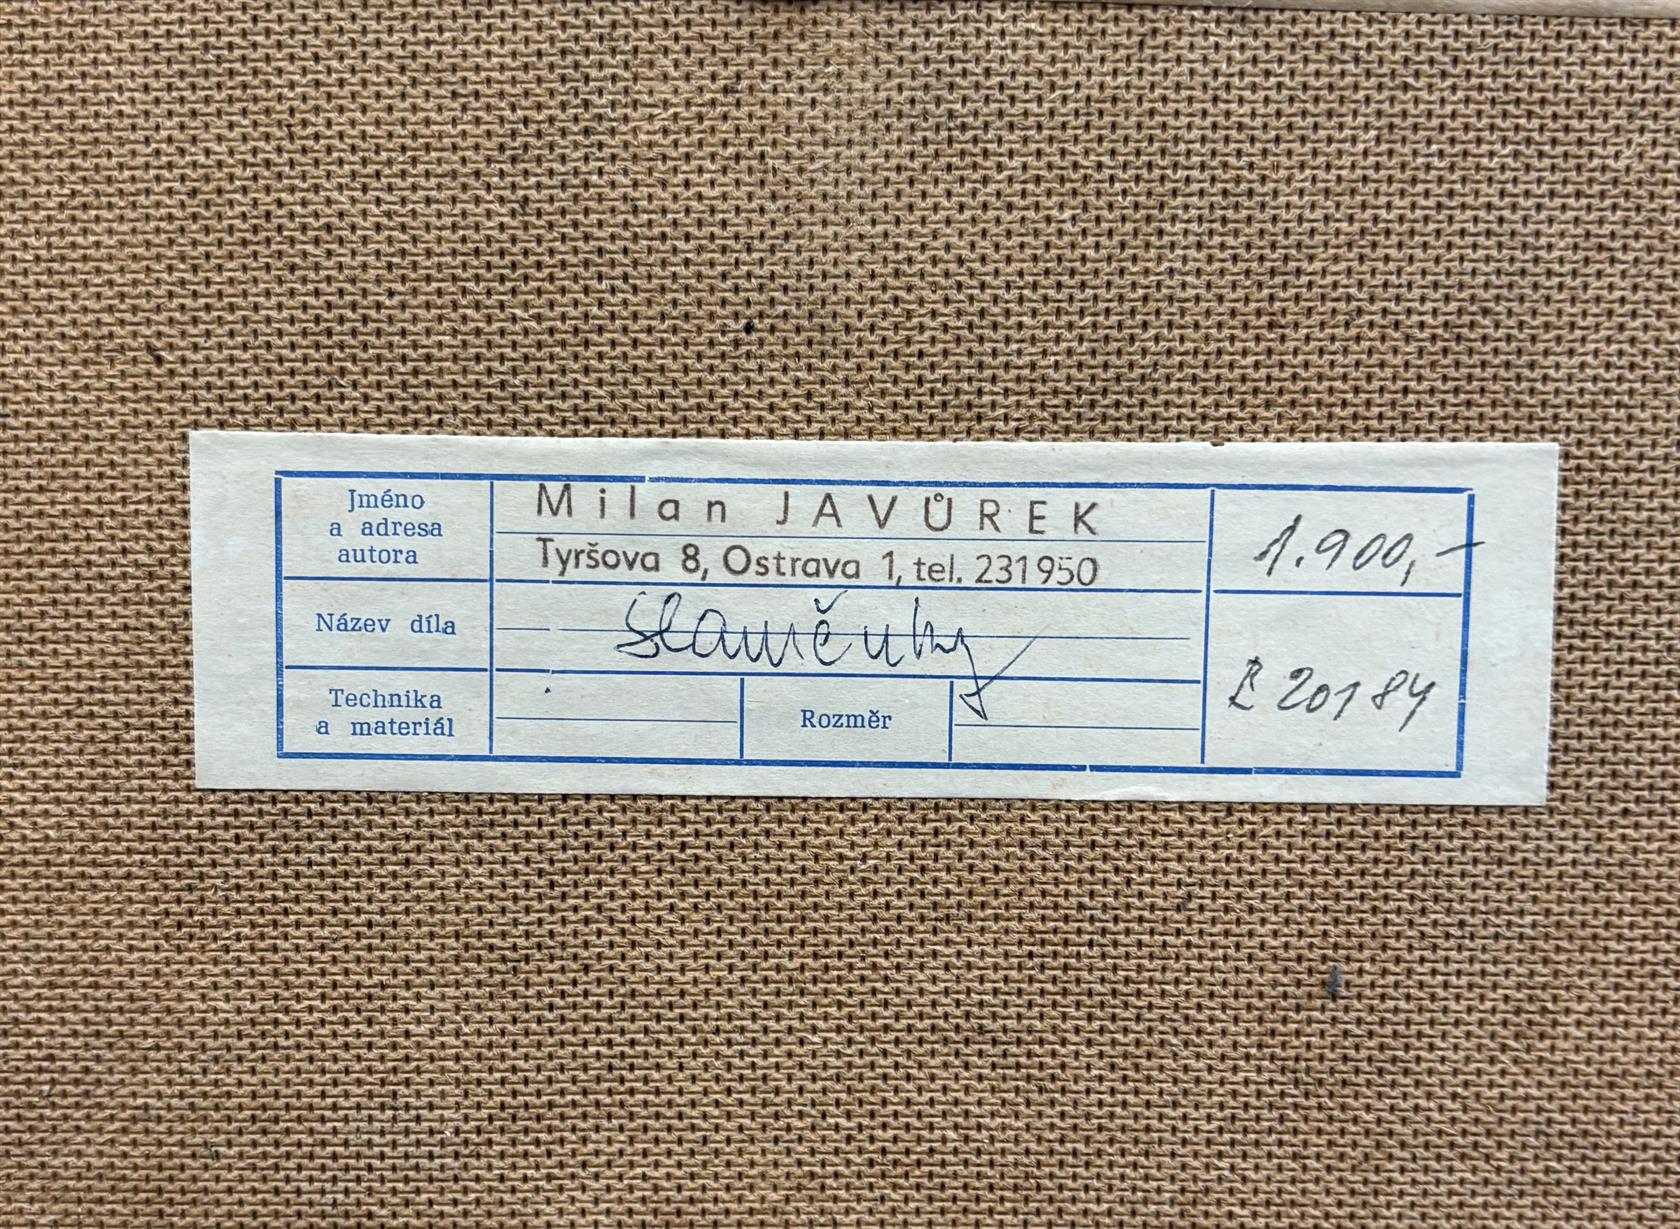 Jméno
a adresa
autora
Milan JAVŮREK
Tyršova 8, Ostrava 1, tel. 231950
1.900,-
Název díla
Slaměnky
Technika
a materiál
Rozměr
20184